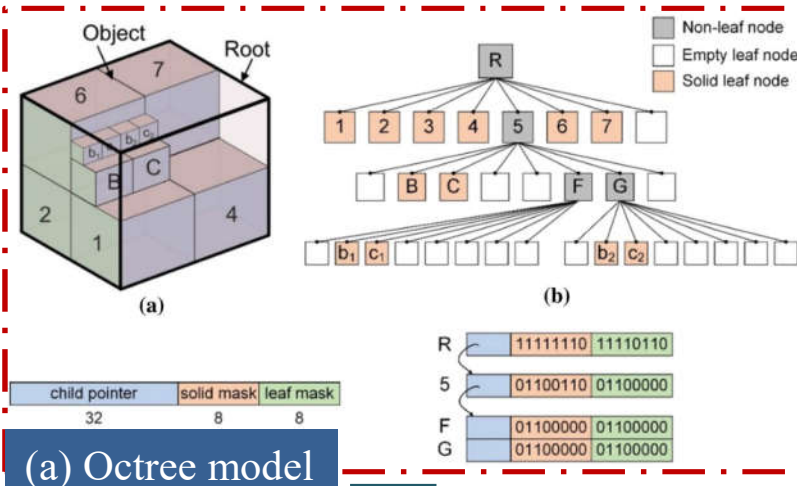 Object
Root
6
7
b₁
b₁
c₂
B
C
2
1
4
(a)
Non-leaf node
Empty leaf node
Solid leaf node
R
1 2 3 4 5 6 7
B C F G
b₁ c₁ b₂ c₂
(b)
R 11111110 11110110
5 01100110 01100000
F 01100000 01100000
G 01100000 01100000
child pointer solid mask leaf mask
32 8 8
(a) Octree model